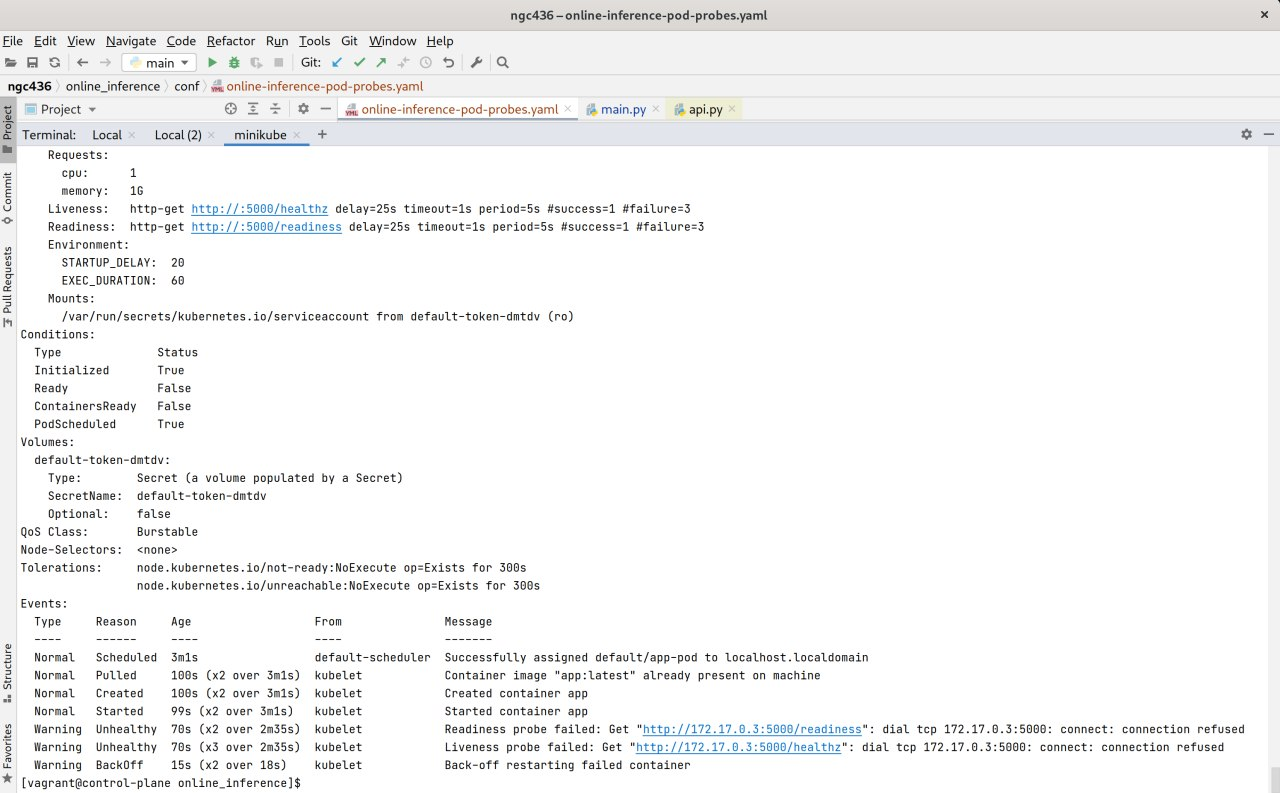 ngc436 – online-inference-pod-probes.yaml
File Edit View Navigate Code Refactor Run Tools Git Window Help
main Git:
ngc436 online_inference conf online-inference-pod-probes.yaml
Project online-inference-pod-probes.yaml main.py api.py
Terminal: Local Local (2) minikube +
Project
Commit
Pull Requests
Structure
Favorites
    Requests:
      cpu:      1
      memory:   1G
    Liveness:   http-get http://:5000/healthz delay=25s timeout=1s period=5s #success=1 #failure=3
    Readiness:  http-get http://:5000/readiness delay=25s timeout=1s period=5s #success=1 #failure=3
    Environment:
      STARTUP_DELAY:  20
      EXEC_DURATION:  60
    Mounts:
      /var/run/secrets/kubernetes.io/serviceaccount from default-token-dmtdv (ro)
Conditions:
  Type              Status
  Initialized       True
  Ready             False
  ContainersReady   False
  PodScheduled      True
Volumes:
  default-token-dmtdv:
    Type:        Secret (a volume populated by a Secret)
    SecretName:  default-token-dmtdv
    Optional:    false
QoS Class:       Burstable
Node-Selectors:  <none>
Tolerations:     node.kubernetes.io/not-ready:NoExecute op=Exists for 300s
                 node.kubernetes.io/unreachable:NoExecute op=Exists for 300s
Events:
  Type     Reason     Age                  From               Message
  ----     ------     ----                 ----               -------
  Normal   Scheduled  3m1s                 default-scheduler  Successfully assigned default/app-pod to localhost.localdomain
  Normal   Pulled     100s (x2 over 3m1s)  kubelet            Container image "app:latest" already present on machine
  Normal   Created    100s (x2 over 3m1s)  kubelet            Created container app
  Normal   Started    99s (x2 over 3m1s)   kubelet            Started container app
  Warning  Unhealthy  70s (x2 over 2m35s)  kubelet            Readiness probe failed: Get "http://172.17.0.3:5000/readiness": dial tcp 172.17.0.3:5000: connect: connection refused
  Warning  Unhealthy  70s (x3 over 2m35s)  kubelet            Liveness probe failed: Get "http://172.17.0.3:5000/healthz": dial tcp 172.17.0.3:5000: connect: connection refused
  Warning  BackOff    15s (x2 over 18s)    kubelet            Back-off restarting failed container
[vagrant@control-plane online_inference]$